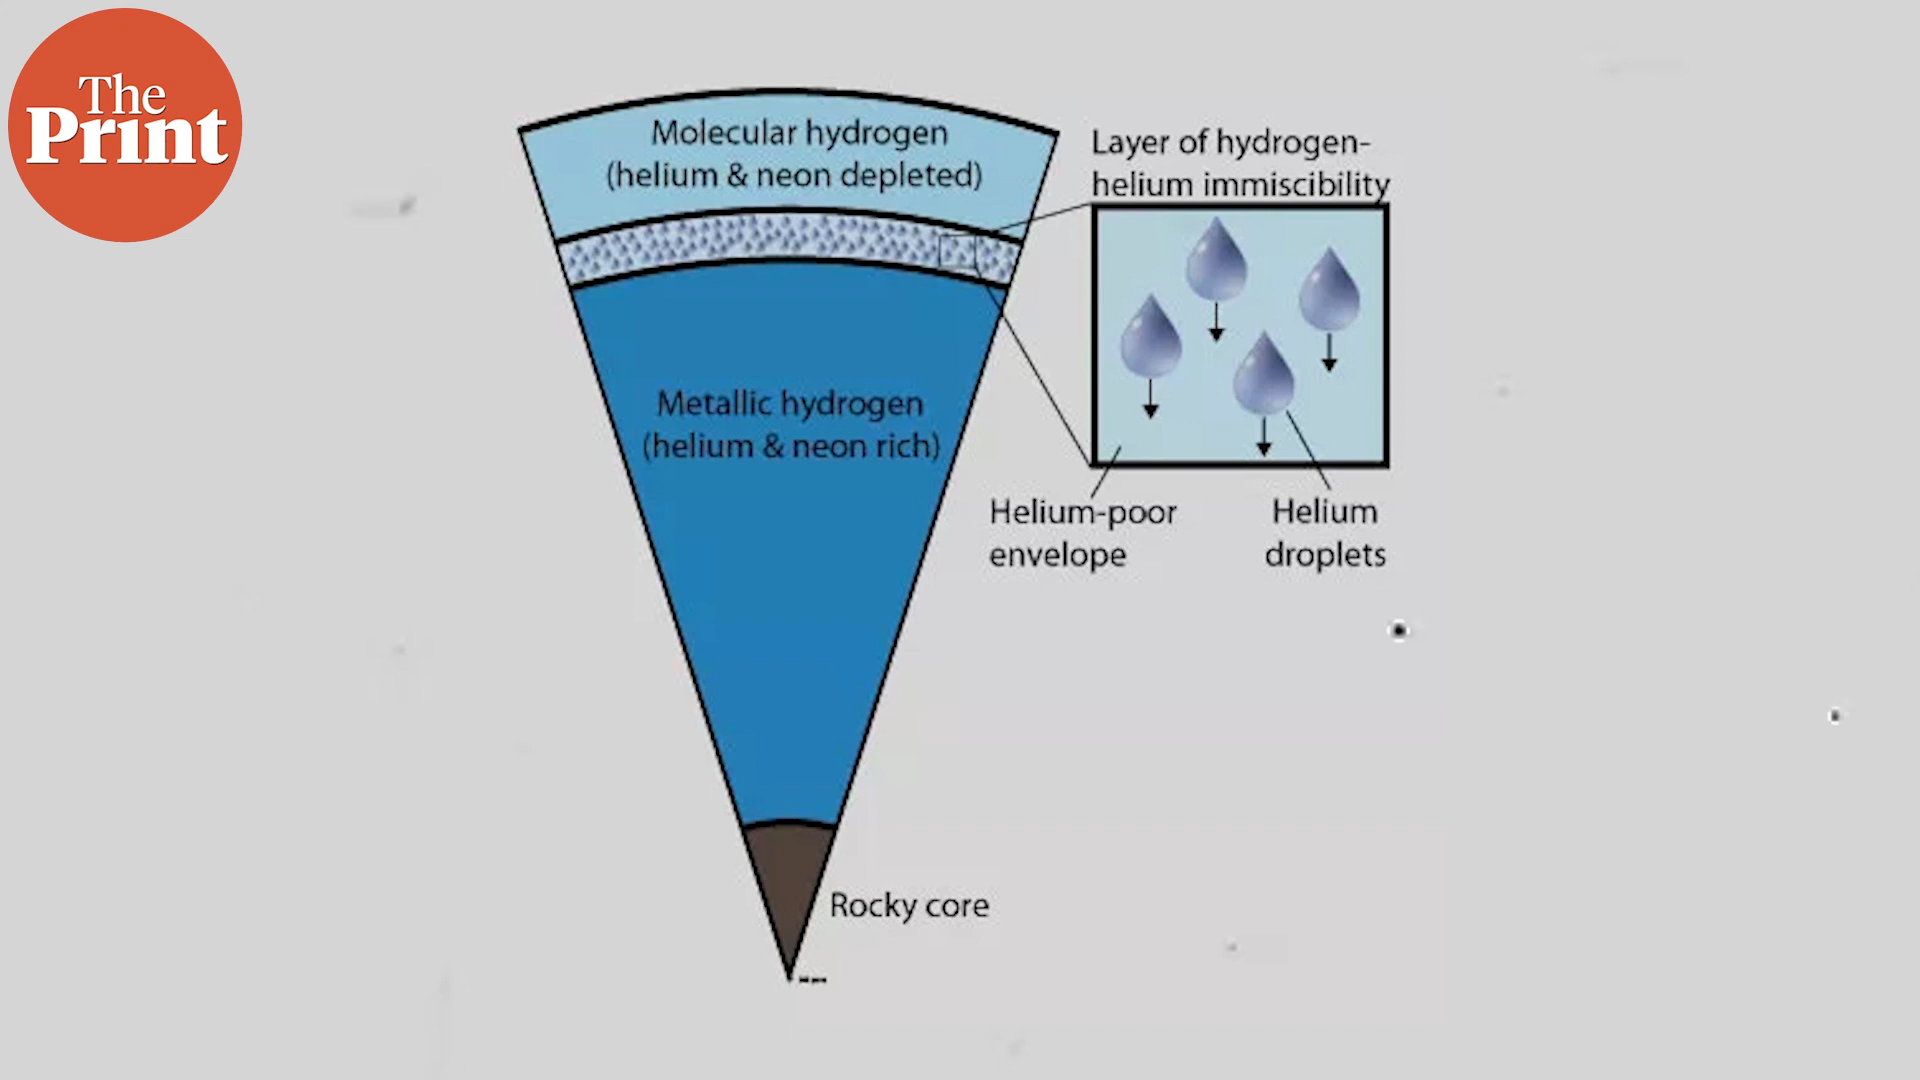 The
Print
Molecular hydrogen
(helium & neon depleted)
Layer of hydrogen-
helium immiscibility
Metallic hydrogen
(helium & neon rich)
Helium-poor
envelope
Helium
droplets
Rocky core